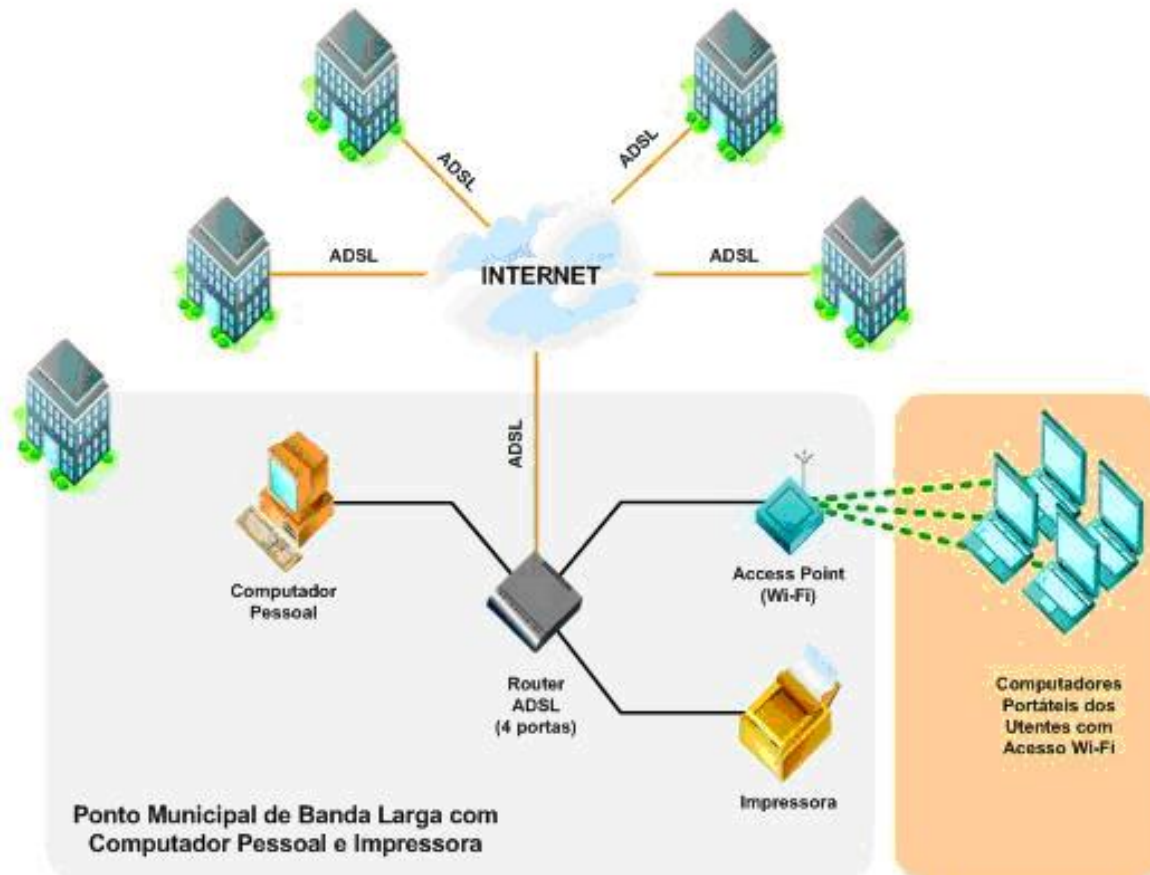 ADSL
ADSL
ADSL
INTERNET
ADSL
ADSL
Computador
Pessoal
Access Point
(Wi-Fi)
Router
ADSL
(4 portas)
Impressora
Computadores
Portáteis dos
Utentes com
Acesso Wi-Fi
Ponto Municipal de Banda Larga com
Computador Pessoal e Impressora